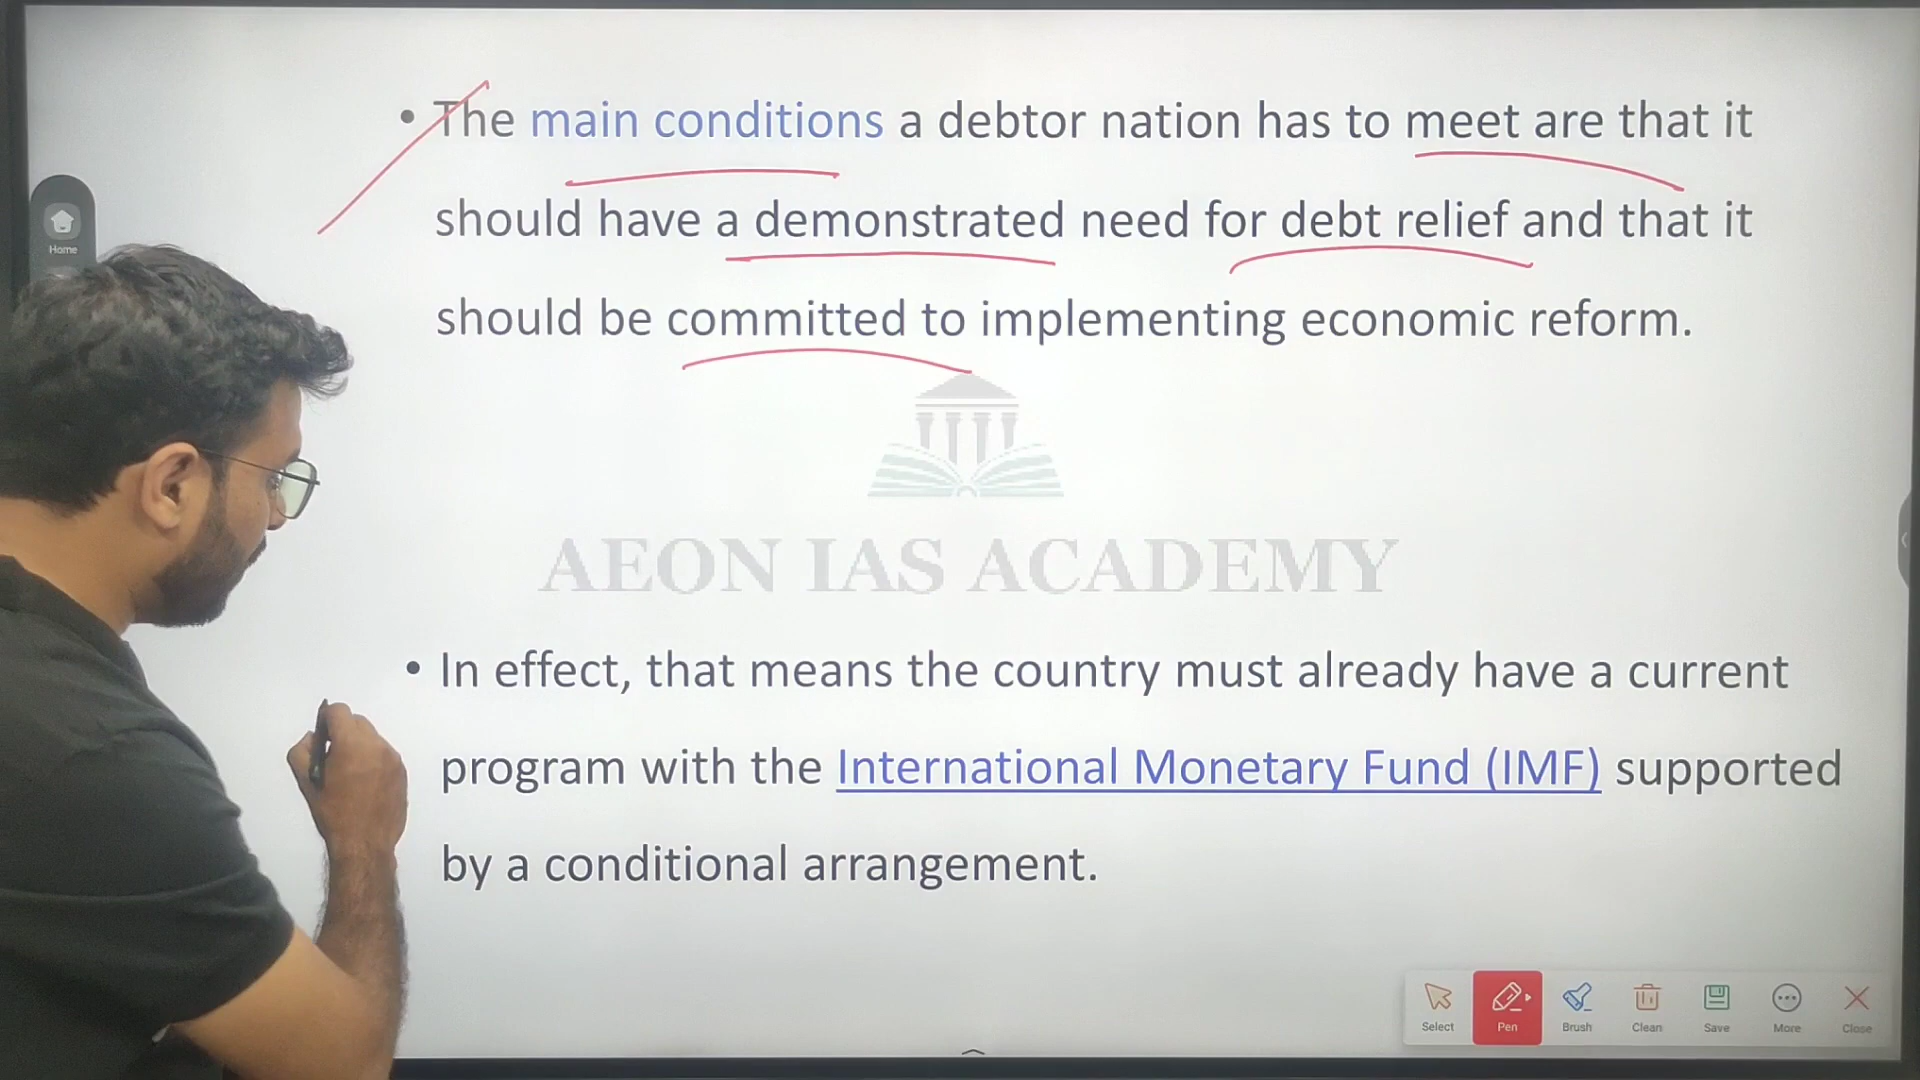 • The main conditions a debtor nation has to meet are that it
should have a demonstrated need for debt relief and that it
should be committed to implementing economic reform.
Home
AEON IAS ACADEMY
• In effect, that means the country must already have a current
program with the International Monetary Fund (IMF) supported
by a conditional arrangement.
Select Pen Brush Clean Save More Close